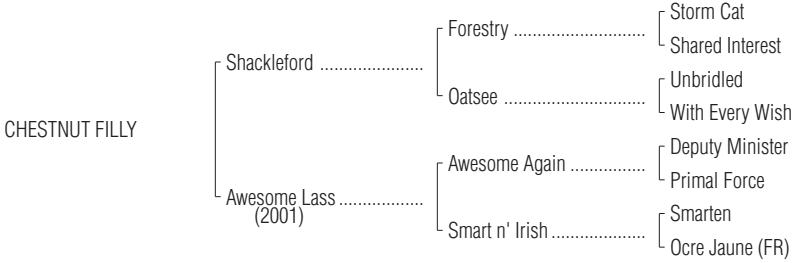 Storm Cat
Forestry ............................
Shared Interest
Shackleford ......................
Unbridled
Oatsee ..............................
With Every Wish
CHESTNUT FILLY
Deputy Minister
Awesome Again ................
Primal Force
Awesome Lass ..................
(2001)
Smarten
Smart n' Irish ....................
Ocre Jaune (FR)